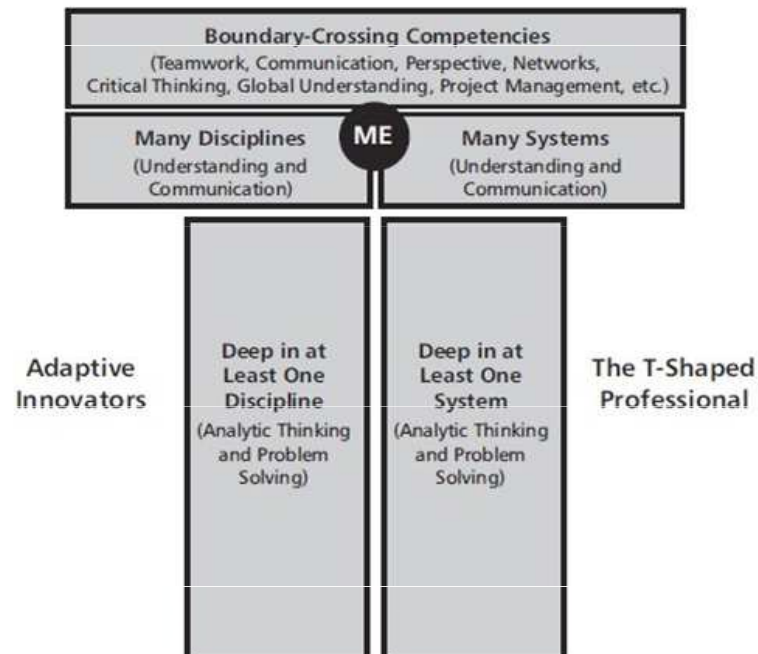 Boundary-Crossing Competencies
(Teamwork, Communication, Perspective, Networks,
Critical Thinking, Global Understanding, Project Management, etc.)
ME
Many Disciplines
(Understanding and
Communication)
Many Systems
(Understanding and
Communication)
Adaptive
Innovators
Deep in at
Least One
Discipline
(Analytic Thinking
and Problem
Solving)
Deep in at
Least One
System
(Analytic Thinking
and Problem
Solving)
The T-Shaped
Professional